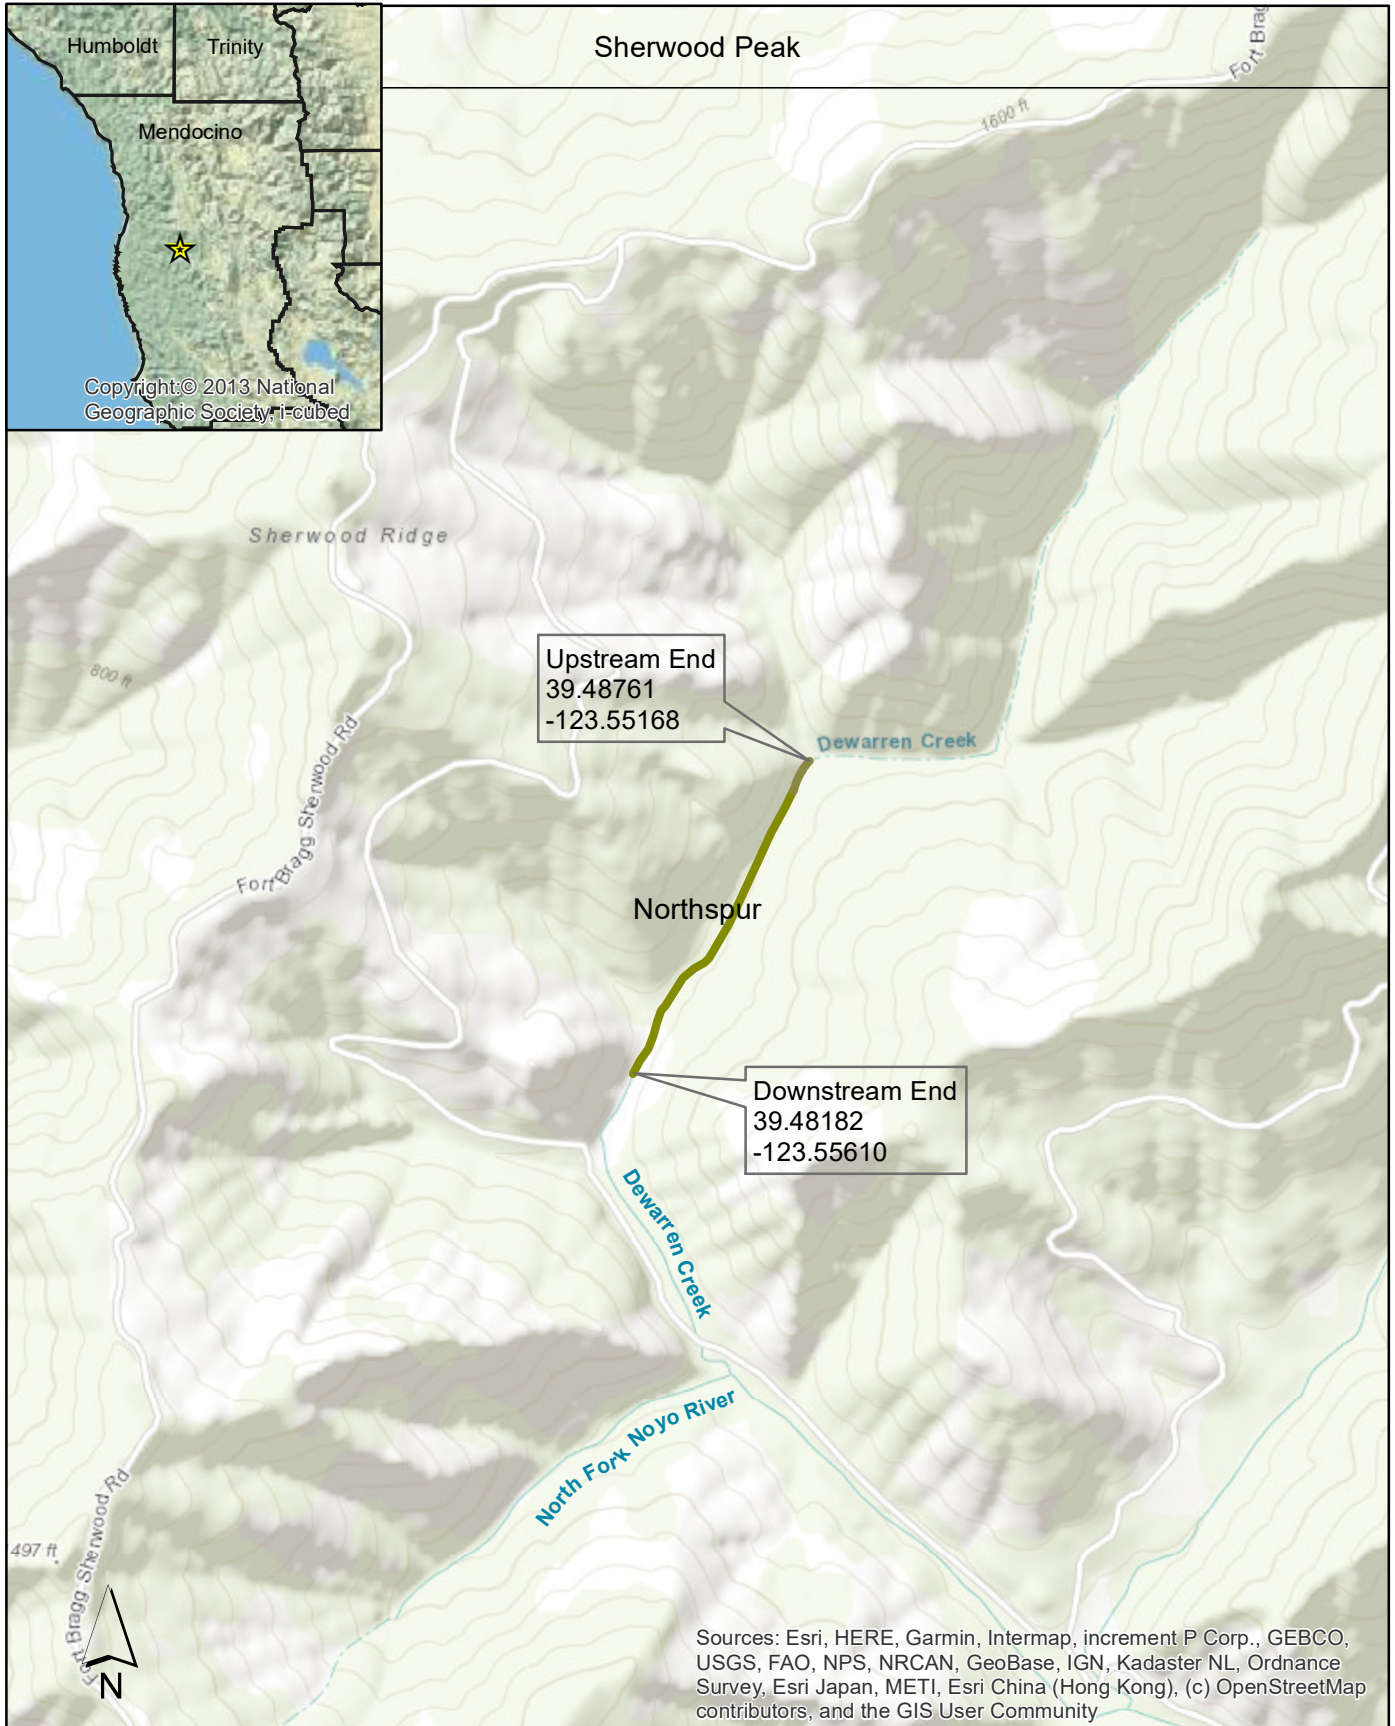 Humboldt
Trinity
Mendocino
Copyright:© 2013 National
Geographic Society, i-cubed
Sherwood Peak
Fort Brag
1600 ft
Sherwood Ridge
800 ft
Upstream End
39.48761
-123.55168
Dewarren Creek
Fort Bragg Sherwood Rd
Northspur
Downstream End
39.48182
-123.55610
Dewarren Creek
North Fork Noyo River
Fort Bragg Sherwood Rd
497 ft
N
Sources: Esri, HERE, Garmin, Intermap, increment P Corp., GEBCO,
USGS, FAO, NPS, NRCAN, GeoBase, IGN, Kadaster NL, Ordnance
Survey, Esri Japan, METI, Esri China (Hong Kong), (c) OpenStreetMap
contributors, and the GIS User Community